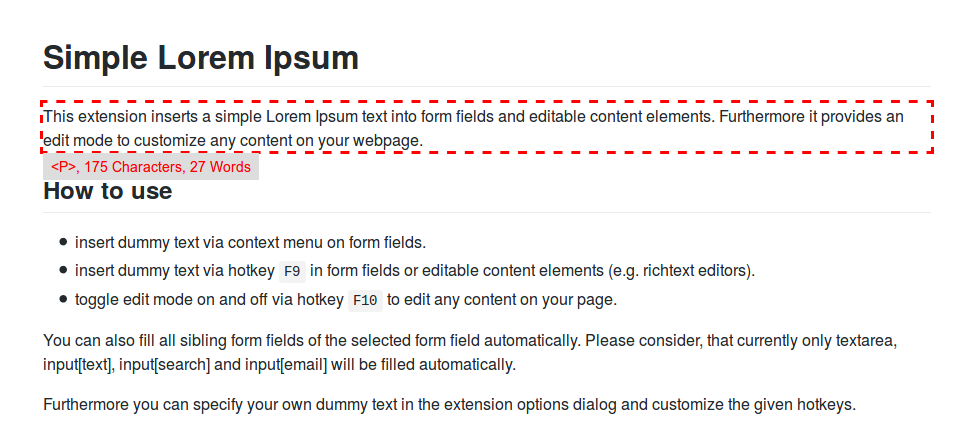 Simple Lorem Ipsum
This extension inserts a simple Lorem Ipsum text into form fields and editable content elements. Furthermore it provides an
edit mode to customize any content on your webpage.
<P>, 175 Characters, 27 Words
How to use
insert dummy text via context menu on form fields.
insert dummy text via hotkey F9 in form fields or editable content elements (e.g. richtext editors).
toggle edit mode on and off via hotkey F10 to edit any content on your page.
You can also fill all sibling form fields of the selected form field automatically. Please consider, that currently only textarea,
input[text], input[search] and input[email] will be filled automatically.
Furthermore you can specify your own dummy text in the extension options dialog and customize the given hotkeys.